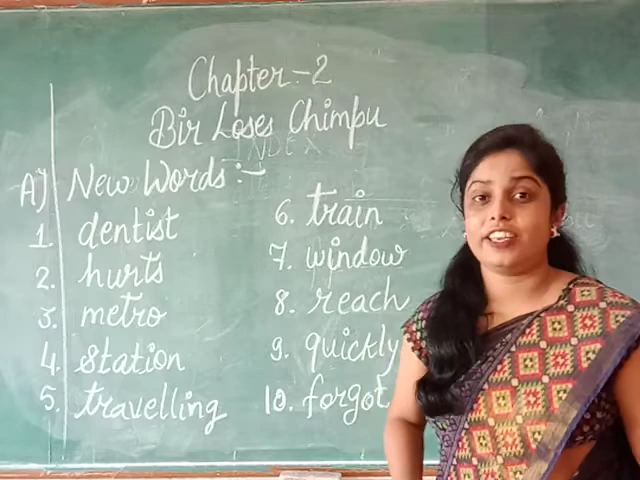 Chapter-2
Bir Loses Chimpu
A) New Words:-
1. dentist
2. hurts
3. metro
4. station
5. travelling
6. train
7. window
8. reach
9. quickly
10. forgot
INDEX